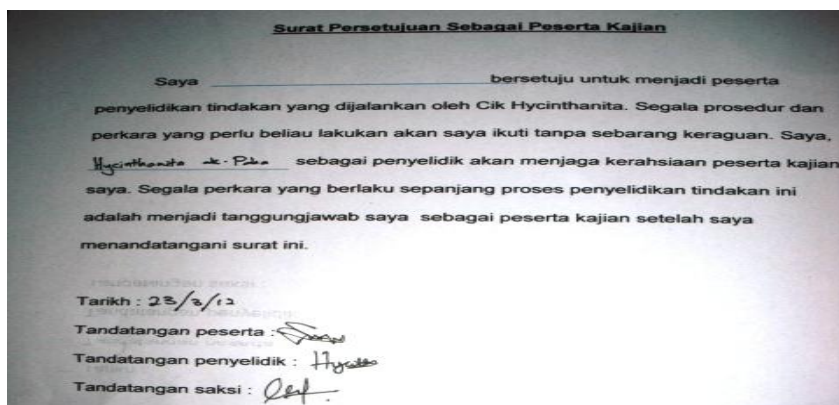 Surat Persetujuan Sebagai Peserta Kajian
Saya bersetuju untuk menjadi peserta
penyelidikan tindakan yang dijalankan oleh Cik Hycinthanita. Segala prosedur dan
perkara yang perlu beliau lakukan akan saya ikuti tanpa sebarang keraguan. Saya,
Hycinthanita ak. sebagai penyelidik akan menjaga kerahsiaan peserta kajian
saya. Segala perkara yang berlaku sepanjang proses penyelidikan tindakan ini
adalah menjadi tanggungjawab saya sebagai peserta kajian setelah saya
menandatangani surat ini.
Tarikh : 23/3/12
Tandatangan peserta :
Tandatangan penyelidik :
Tandatangan saksi :